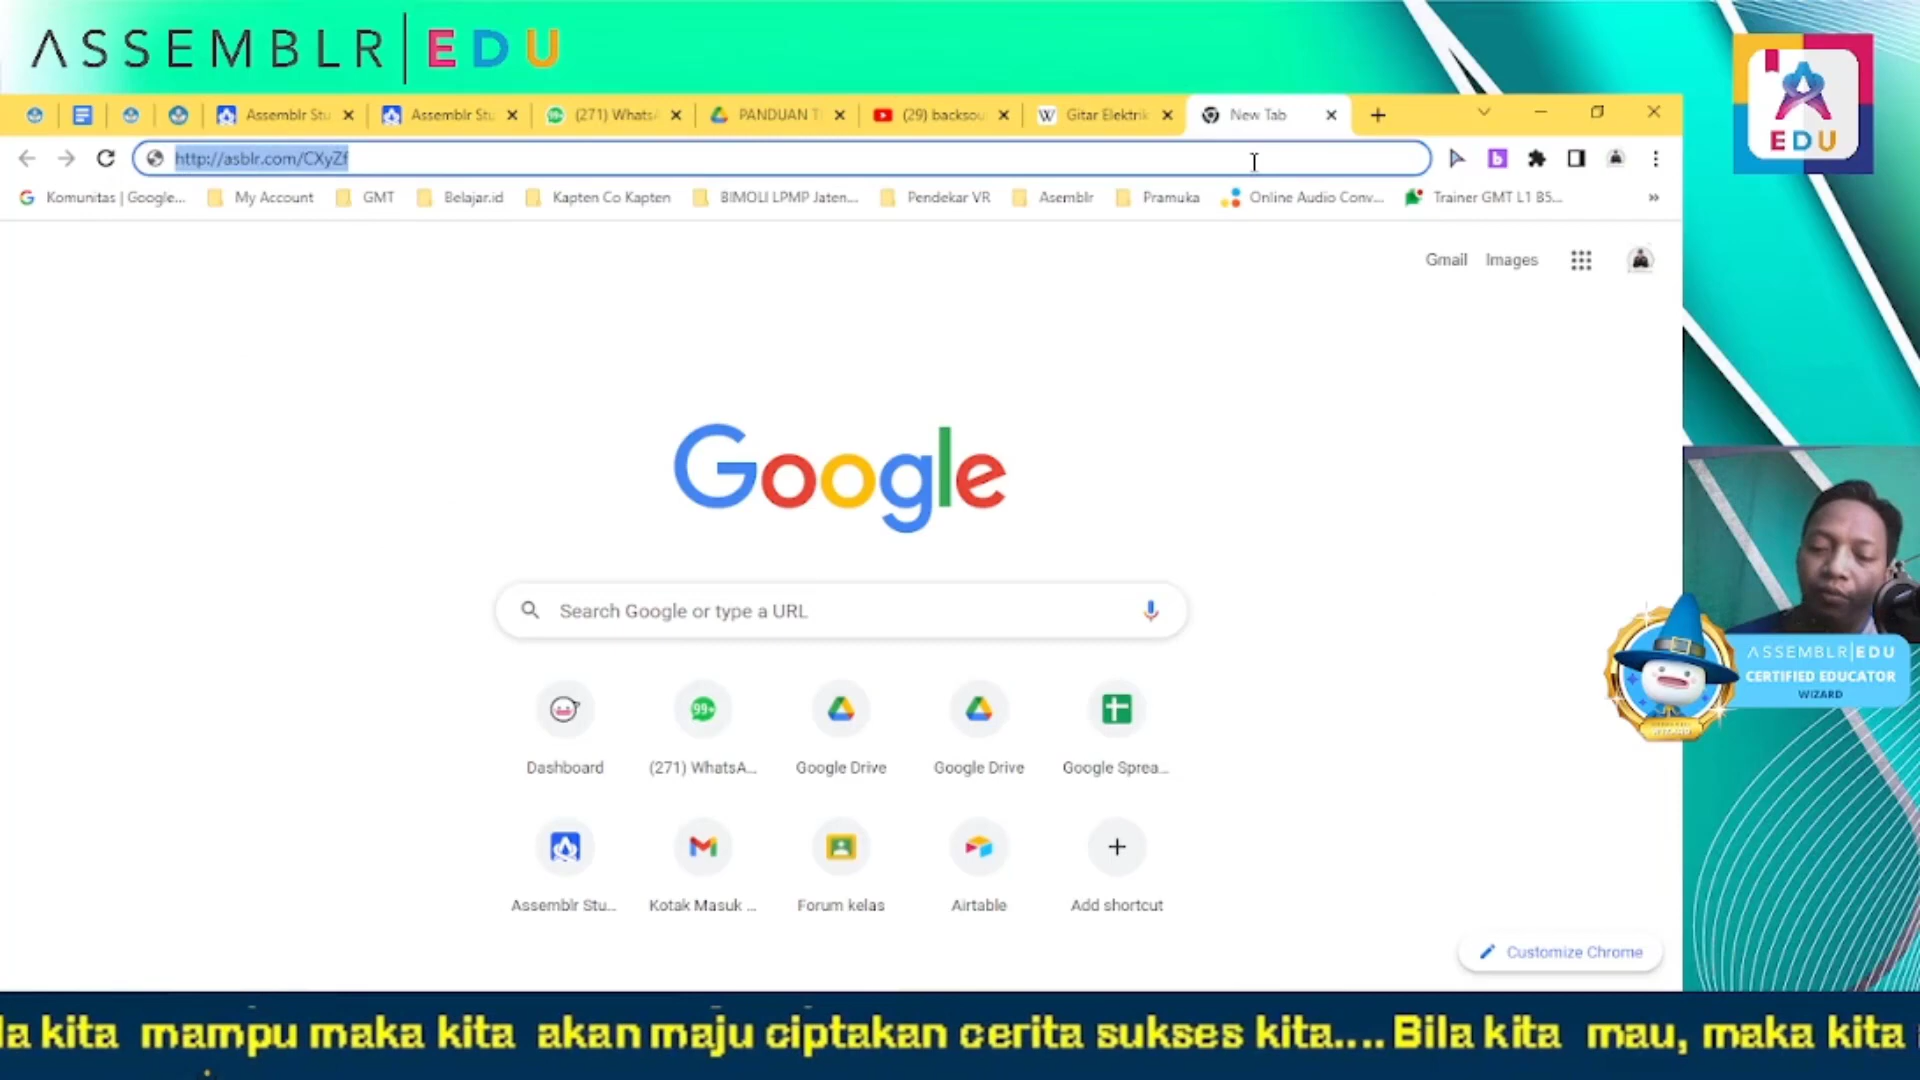 ASSEMBLR|EDU
EDU
Assemblr Stu
Assemblr Stu
(271) Whats
PANDUAN T
(29) backsou
Gitar Elektrik
New Tab
http://asblr.com/CXyZf
Komunitas | Google...
My Account
GMT
Belajar.id
Kapten Co Kapten
BIMOLI LPMP Jaten...
Pendekar VR
Asemblr
Pramuka
Online Audio Conv...
Trainer GMT L1 B5...
Gmail
Images
Google
Search Google or type a URL
99+
Dashboard
(271) WhatsA...
Google Drive
Google Drive
Google Sprea...
Assemblr Stu...
Kotak Masuk ...
Forum kelas
Airtable
Add shortcut
Customize Chrome
ASSEMBLR|EDU
CERTIFIED EDUCATOR
WIZARD
WIZARD
la kita mampu maka kita akan maju ciptakan cerita sukses kita.... Bila kita mau, maka kita